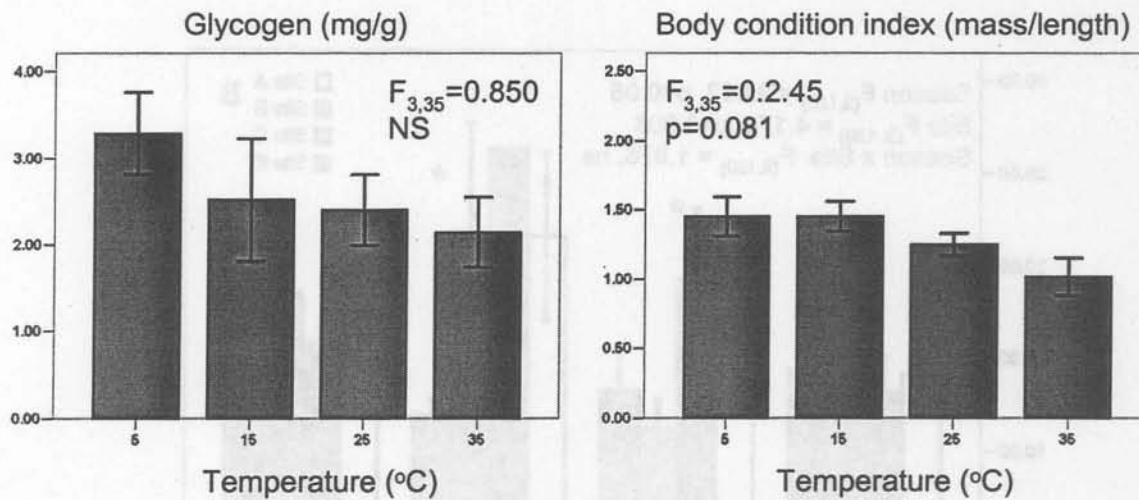 Glycogen (mg/g)
4.00
3.00
2.00
1.00
0.00
F3,35=0.850
NS
5
15
25
35
Temperature (oC)
Body condition index (mass/length)
2.50
2.00
1.50
1.00
0.50
0.00
F3,35=0.2.45
p=0.081
5
15
25
35
Temperature (oC)